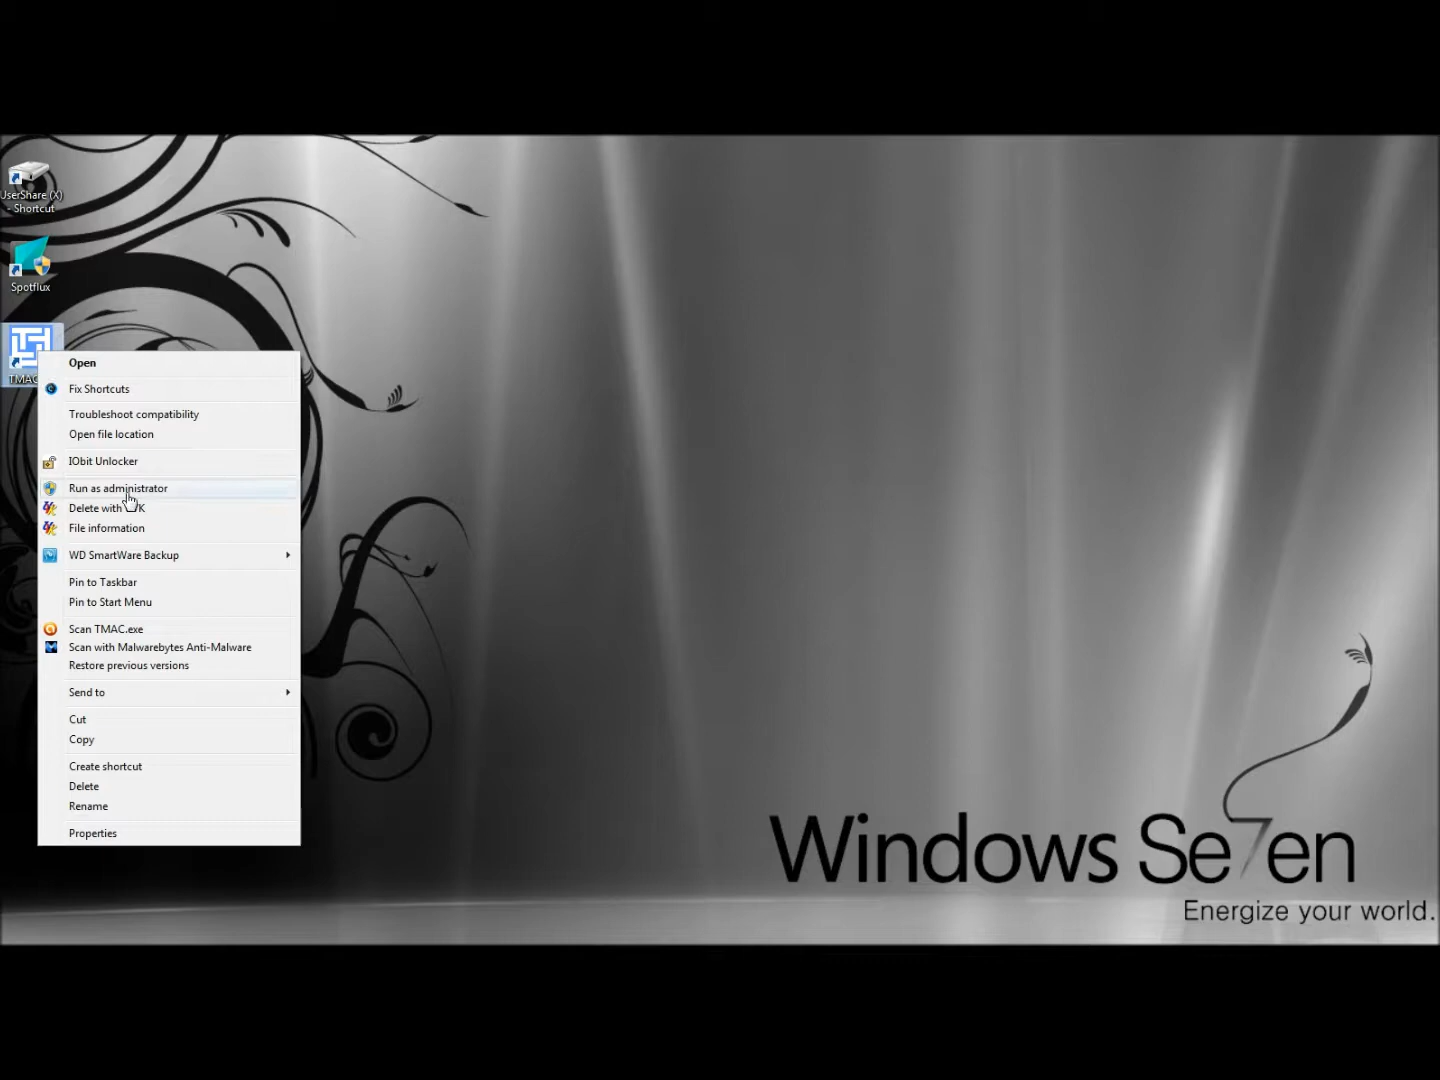 UserShare (X)
- Shortcut
Spotflux
TMAC
Open
Fix Shortcuts
Troubleshoot compatibility
Open file location
IObit Unlocker
Run as administrator
Delete with
File information
WD SmartWare Backup
Pin to Taskbar
Pin to Start Menu
Scan TMAC.exe
Scan with Malwarebytes Anti-Malware
Restore previous versions
Send to
Cut
Copy
Create shortcut
Delete
Rename
Properties
Windows Se7en
Energize your world.